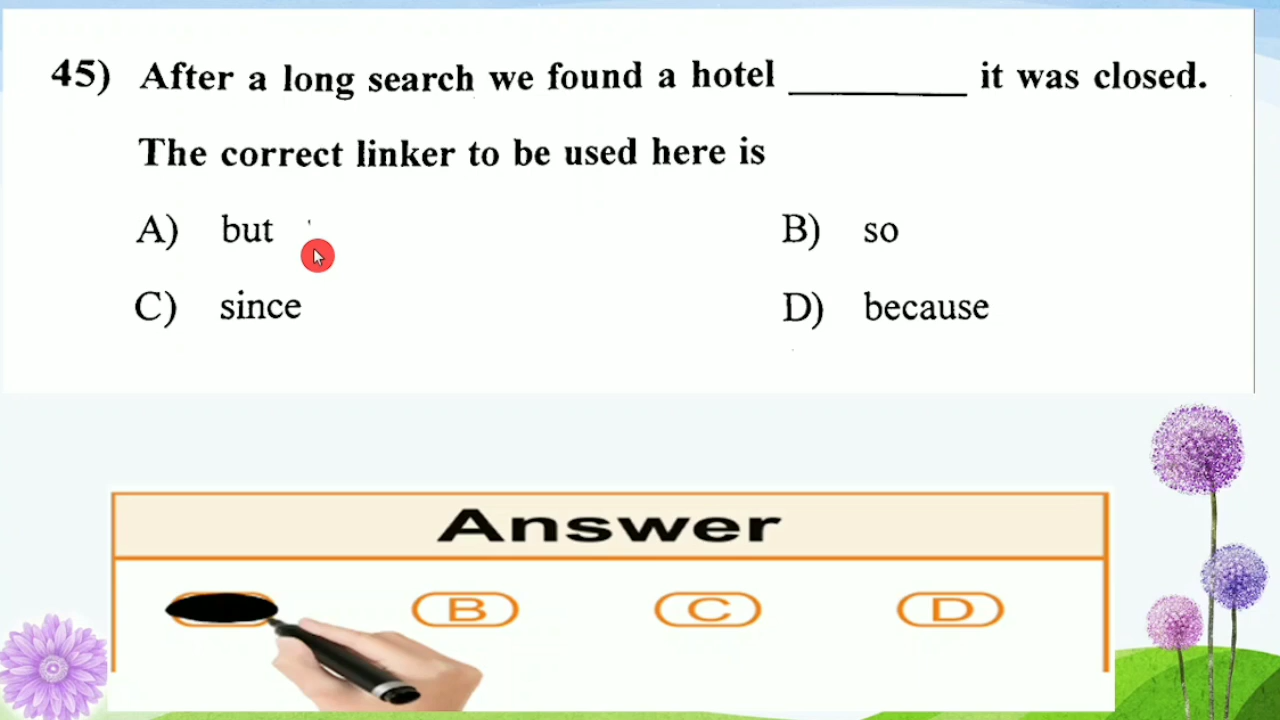 45) After a long search we found a hotel __________ it was closed.
The correct linker to be used here is
A) but
B) so
C) since
D) because
Answer
B C D